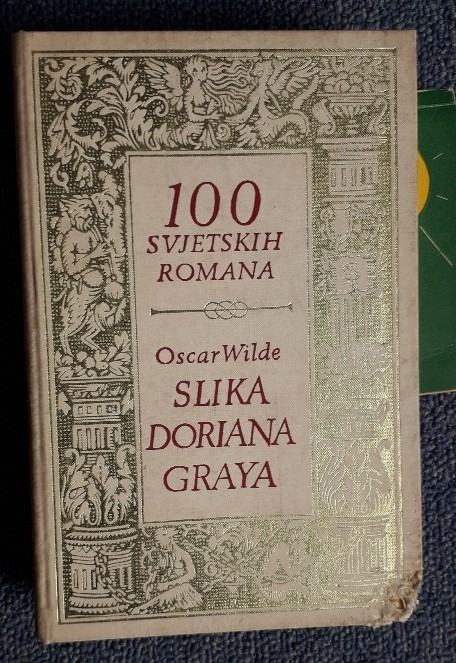 100
SVJETSKIH
ROMANA
Oscar Wilde
SLIKA
DORIANA
GRAYA